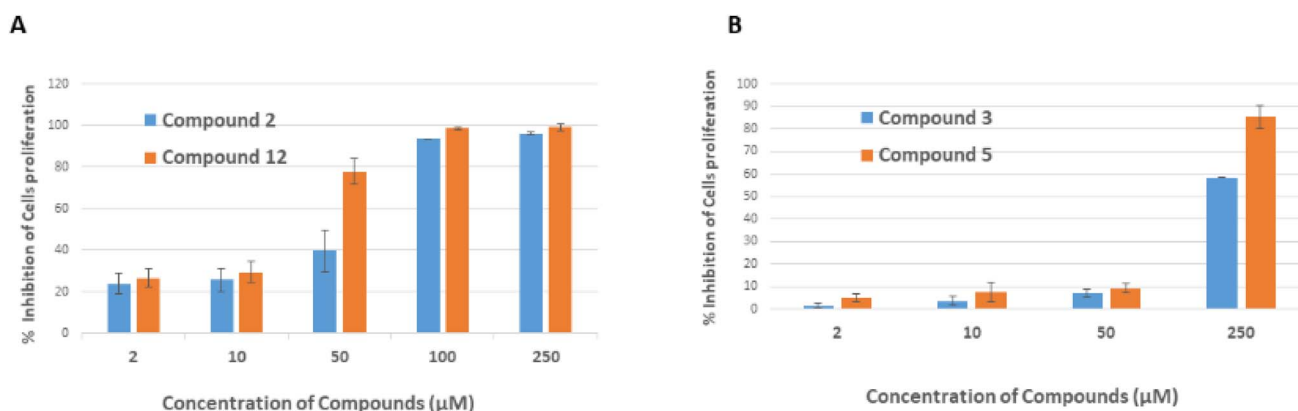 A
% Inhibition of Cells proliferation
120
100
80
60
40
20
0
Compound 2
Compound 12
2 10 50 100 250
Concentration of Compounds (µM)
B
% Inhibition of Cells proliferation
100
90
80
70
60
50
40
30
20
10
0
Compound 3
Compound 5
2 10 50 250
Concentration of Compounds (µM)